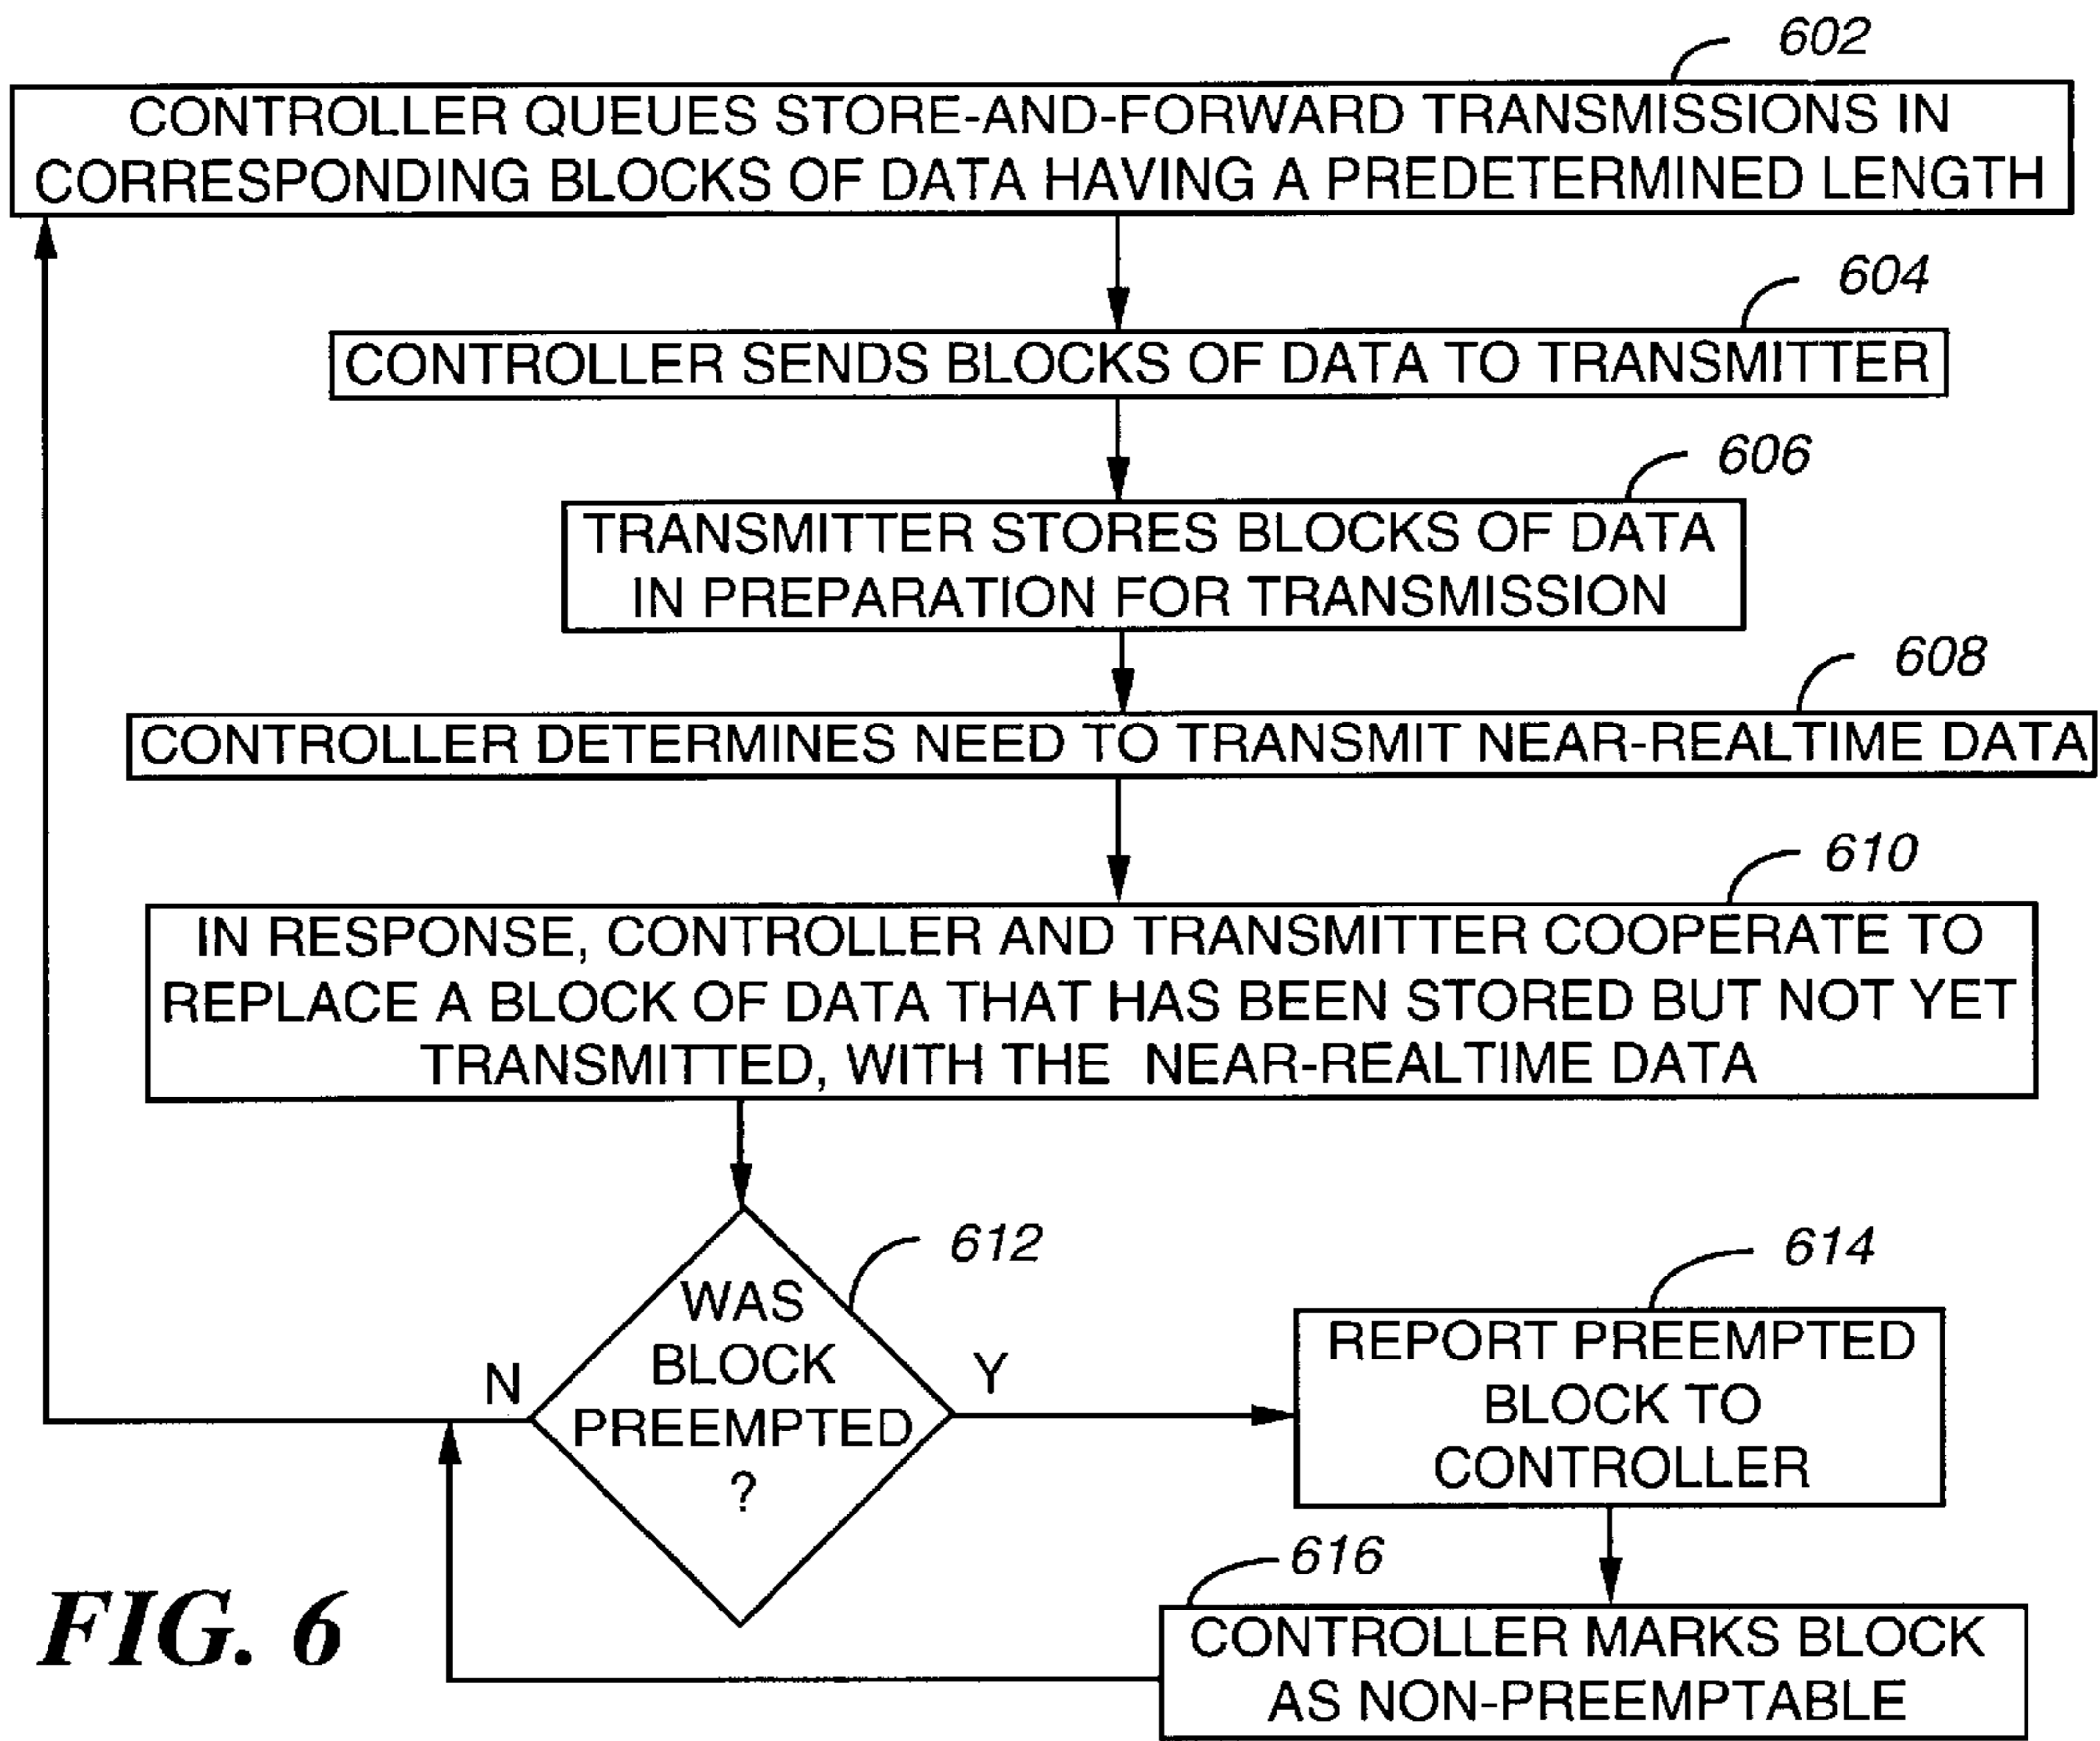 602
CONTROLLER QUEUES STORE-AND-FORWARD TRANSMISSIONS IN
CORRESPONDING BLOCKS OF DATA HAVING A PREDETERMINED LENGTH
604
CONTROLLER SENDS BLOCKS OF DATA TO TRANSMITTER
606
TRANSMITTER STORES BLOCKS OF DATA
IN PREPARATION FOR TRANSMISSION
608
CONTROLLER DETERMINES NEED TO TRANSMIT NEAR-REALTIME DATA
610
IN RESPONSE, CONTROLLER AND TRANSMITTER COOPERATE TO
REPLACE A BLOCK OF DATA THAT HAS BEEN STORED BUT NOT YET
TRANSMITTED, WITH THE NEAR-REALTIME DATA
612
WAS
BLOCK
PREEMPTED
?
N
Y
614
REPORT PREEMPTED
BLOCK TO
CONTROLLER
616
CONTROLLER MARKS BLOCK
AS NON-PREEMPTABLE
FIG. 6